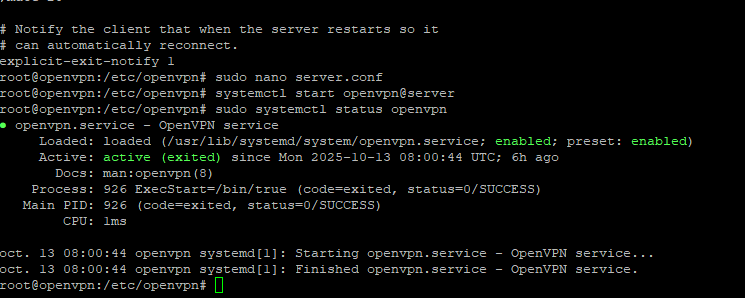 # Notify the client that when the server restarts so it
# can automatically reconnect.
explicit-exit-notify 1
root@openvpn:/etc/openvpn# sudo nano server.conf
root@openvpn:/etc/openvpn# systemctl start openvpn@server
root@openvpn:/etc/openvpn# sudo systemctl status openvpn
● openvpn.service - OpenVPN service
     Loaded: loaded (/usr/lib/systemd/system/openvpn.service; enabled; preset: enabled)
     Active: active (exited) since Mon 2025-10-13 08:00:44 UTC; 6h ago
       Docs: man:openvpn(8)
    Process: 926 ExecStart=/bin/true (code=exited, status=0/SUCCESS)
   Main PID: 926 (code=exited, status=0/SUCCESS)
        CPU: 1ms
oct. 13 08:00:44 openvpn systemd[1]: Starting openvpn.service - OpenVPN service...
oct. 13 08:00:44 openvpn systemd[1]: Finished openvpn.service - OpenVPN service.
root@openvpn:/etc/openvpn#